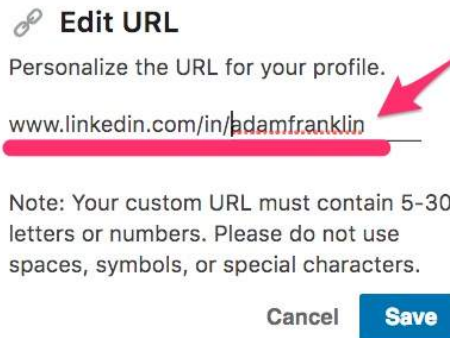 Edit URL
Personalize the URL for your profile.
www.linkedin.com/in/adamfranklin
Note: Your custom URL must contain 5-30
letters or numbers. Please do not use
spaces, symbols, or special characters.
Cancel Save